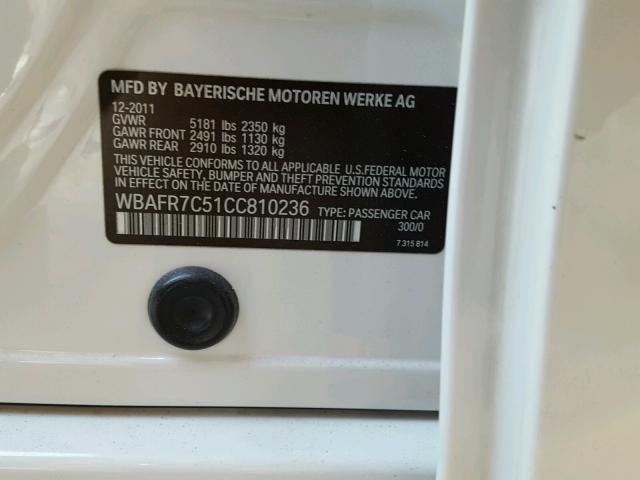 MFD BY BAYERISCHE MOTOREN WERKE AG
12-2011
GVWR 5181 lbs 2350 kg
GAWR FRONT 2491 lbs 1130 kg
GAWR REAR 2910 lbs 1320 kg
THIS VEHICLE CONFORMS TO ALL APPLICABLE U.S.FEDERAL MOTOR
VEHICLE SAFETY, BUMPER AND THEFT PREVENTION STANDARDS
IN EFFECT ON THE DATE OF MANUFACTURE SHOWN ABOVE.
WBAFR7C51CC810236 TYPE: PASSENGER CAR
300/0
7 315 814